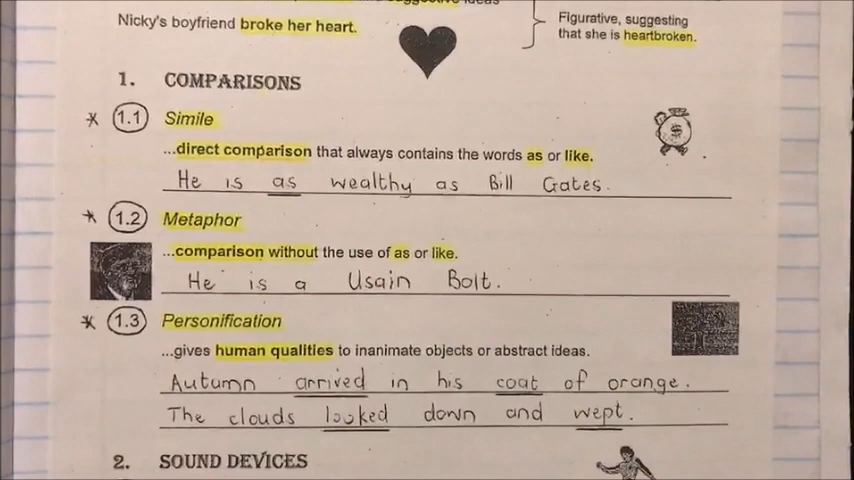 suggestive ideas
Nicky's boyfriend broke her heart.
Figurative, suggesting
that she is heartbroken.
1. COMPARISONS
* 1.1 Simile
...direct comparison that always contains the words as or like.
He is as wealthy as Bill Gates.
* 1.2 Metaphor
...comparison without the use of as or like.
He is a Usain Bolt.
* 1.3 Personification
...gives human qualities to inanimate objects or abstract ideas.
Autumn arrived in his coat of orange.
The clouds looked down and wept.
2. SOUND DEVICES